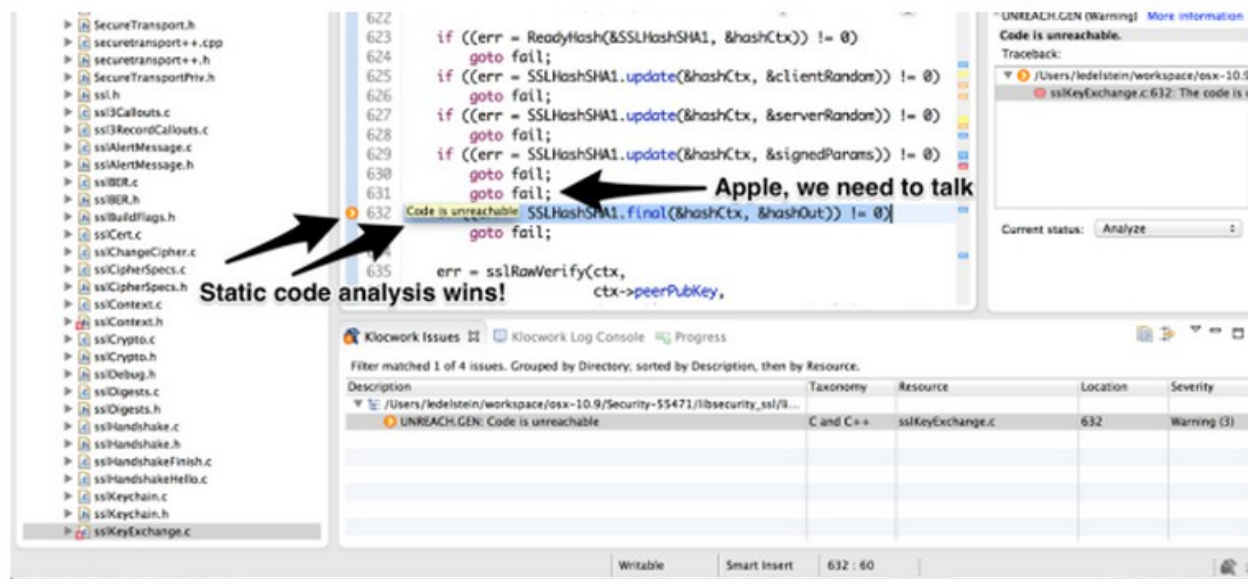 SecureTransport.h
securetransport++.cpp
securetransport++.h
SecureTransportPriv.h
ssl.h
ssl3Callouts.c
ssl3RecordCallouts.c
sslAlertMessage.c
sslAlertMessage.h
sslBER.c
sslBER.h
sslBuildFlags.h
sslCert.c
sslChangeCipher.c
sslCipherSpecs.c
sslCipherSpecs.h
sslContext.c
sslContext.h
sslCrypto.c
sslCrypto.h
sslDebug.h
sslDigests.c
sslDigests.h
sslHandshake.c
sslHandshake.h
sslHandshakeFinish.c
sslHandshakeHello.c
sslKeychain.c
sslKeychain.h
sslKeyExchange.c
622
623 if ((err = ReadyHash(&SSLHashSHA1, &hashCtx)) != 0)
624 goto fail;
625 if ((err = SSLHashSHA1.update(&hashCtx, &clientRandom)) != 0)
626 goto fail;
627 if ((err = SSLHashSHA1.update(&hashCtx, &serverRandom)) != 0)
628 goto fail;
629 if ((err = SSLHashSHA1.update(&hashCtx, &signedParams)) != 0)
630 goto fail;
631 goto fail;
Apple, we need to talk
632 Code is unreachable SSLHashSHA1.final(&hashCtx, &hashOut)) != 0)
goto fail;
635 err = sslRawVerify(ctx,
ctx->peerPubKey,
Static code analysis wins!
UNREACH.GEN (Warning) More information
Code is unreachable.
Traceback:
/Users/ledelstein/workspace/osx-10.9
sslKeyExchange.c:632: The code is
Current status: Analyze
Klocwork Issues Klocwork Log Console Progress
Filter matched 1 of 4 issues. Grouped by Directory; sorted by Description, then by Resource.
Description Taxonomy Resource Location Severity
/Users/ledelstein/workspace/osx-10.9/Security-55471/libsecurity_ssl/li...
UNREACH.GEN: Code is unreachable C and C++ sslKeyExchange.c 632 Warning (3)
Writable Smart Insert 632 : 60